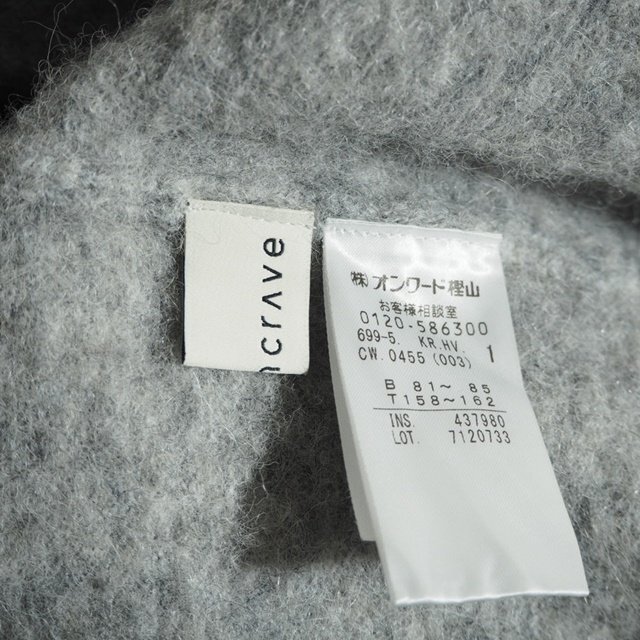 ncrave
㈱オンワード樫山
お客様相談室
0120-586300
699-5. KR.HV. 1
CW. 0455 (003)
B 81～ 85
T158～162
INS. 437980
LOT. 7120733